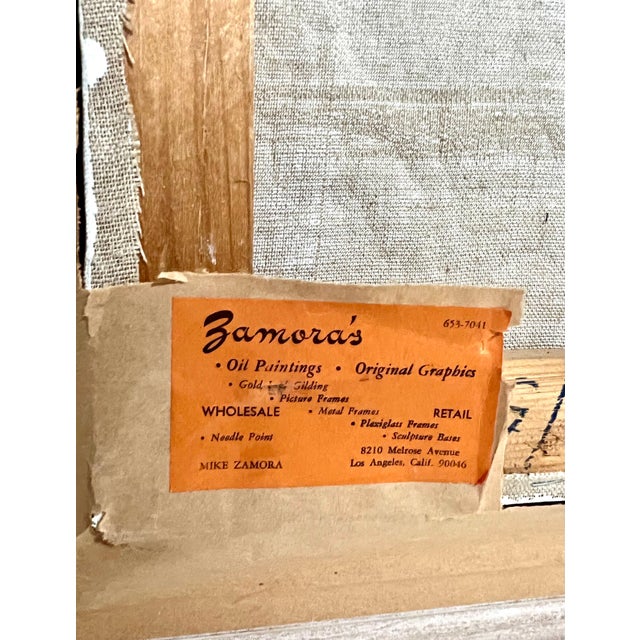 Zamora's 653-7041
• Oil Paintings • Original Graphics
• Gold Gilding
• Picture Frames
WHOLESALE • Metal Frames RETAIL
• Plexiglass Frames
• Needle Point • Sculpture Bases
8210 Melrose Avenue
MIKE ZAMORA Los Angeles, Calif. 90046